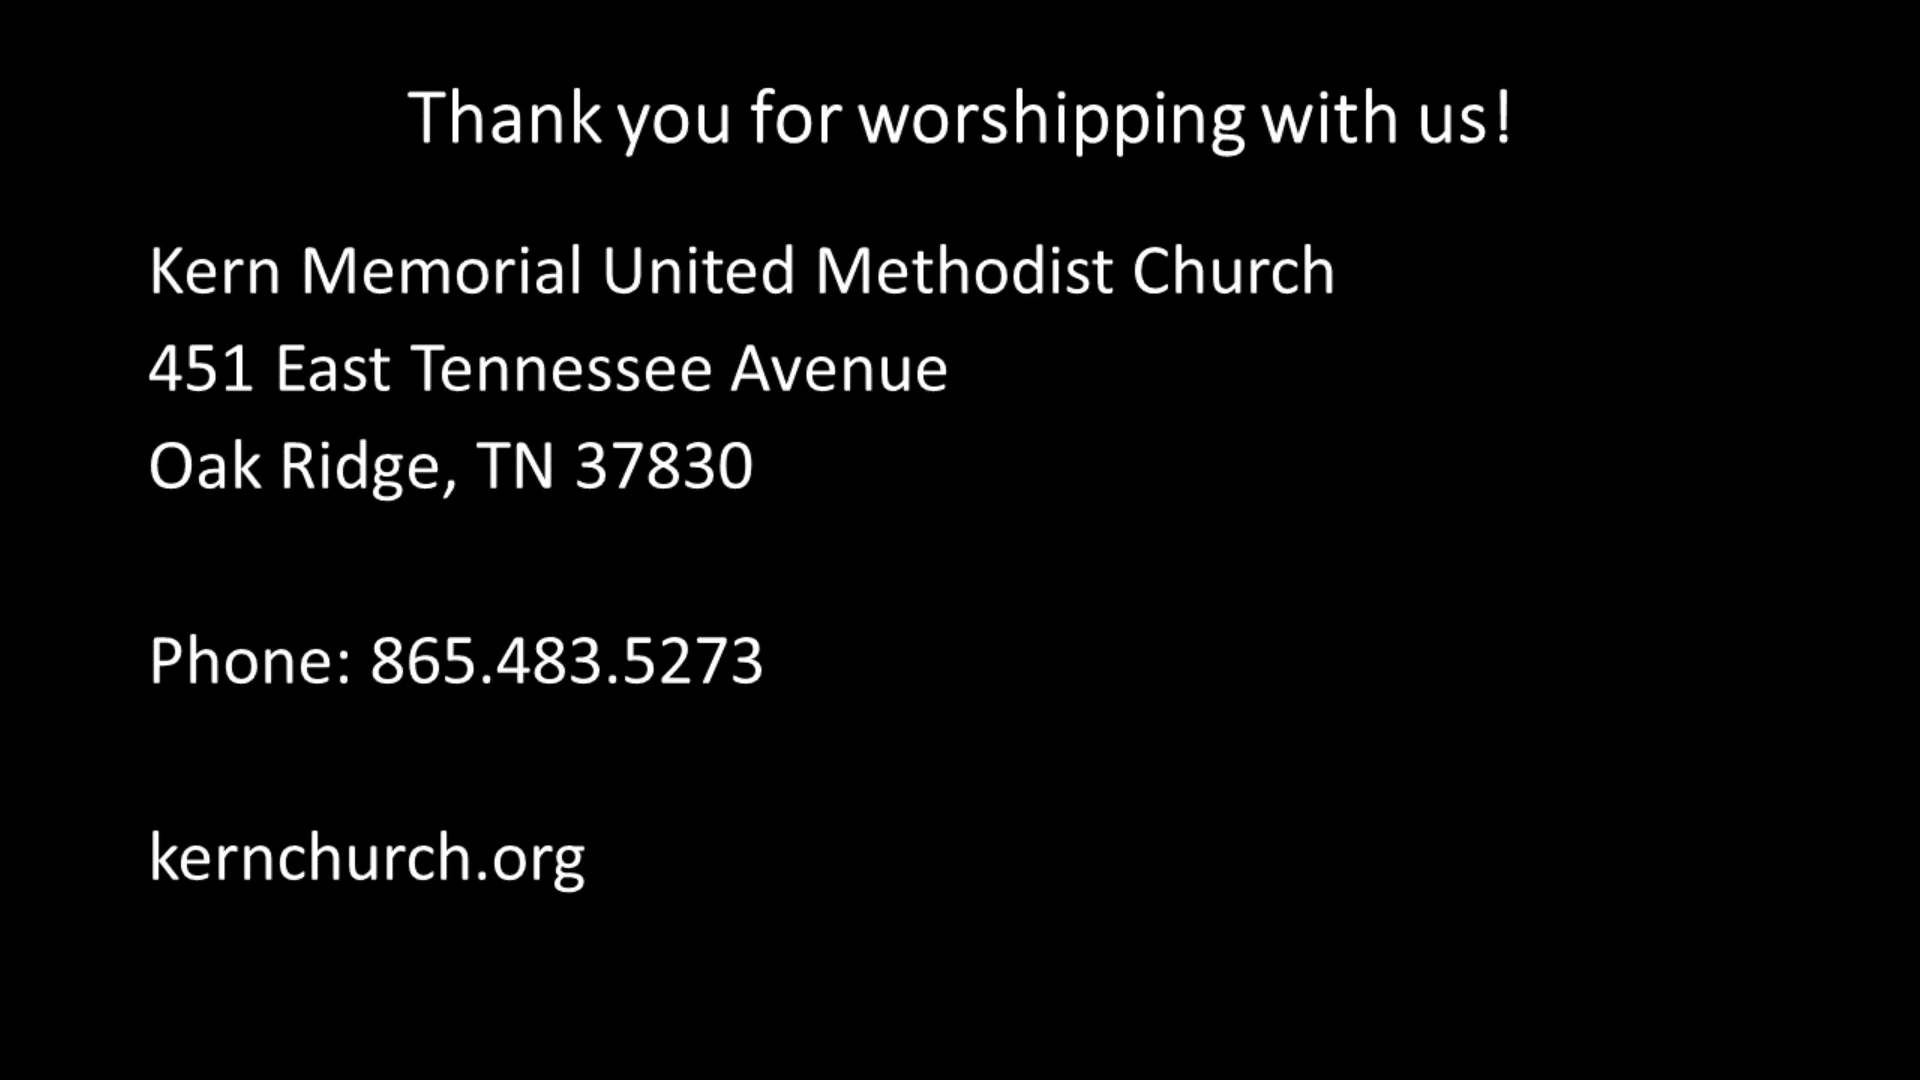 Thank you for worshipping with us!
Kern Memorial United Methodist Church
451 East Tennessee Avenue
Oak Ridge, TN 37830
Phone: 865.483.5273
kernchurch.org